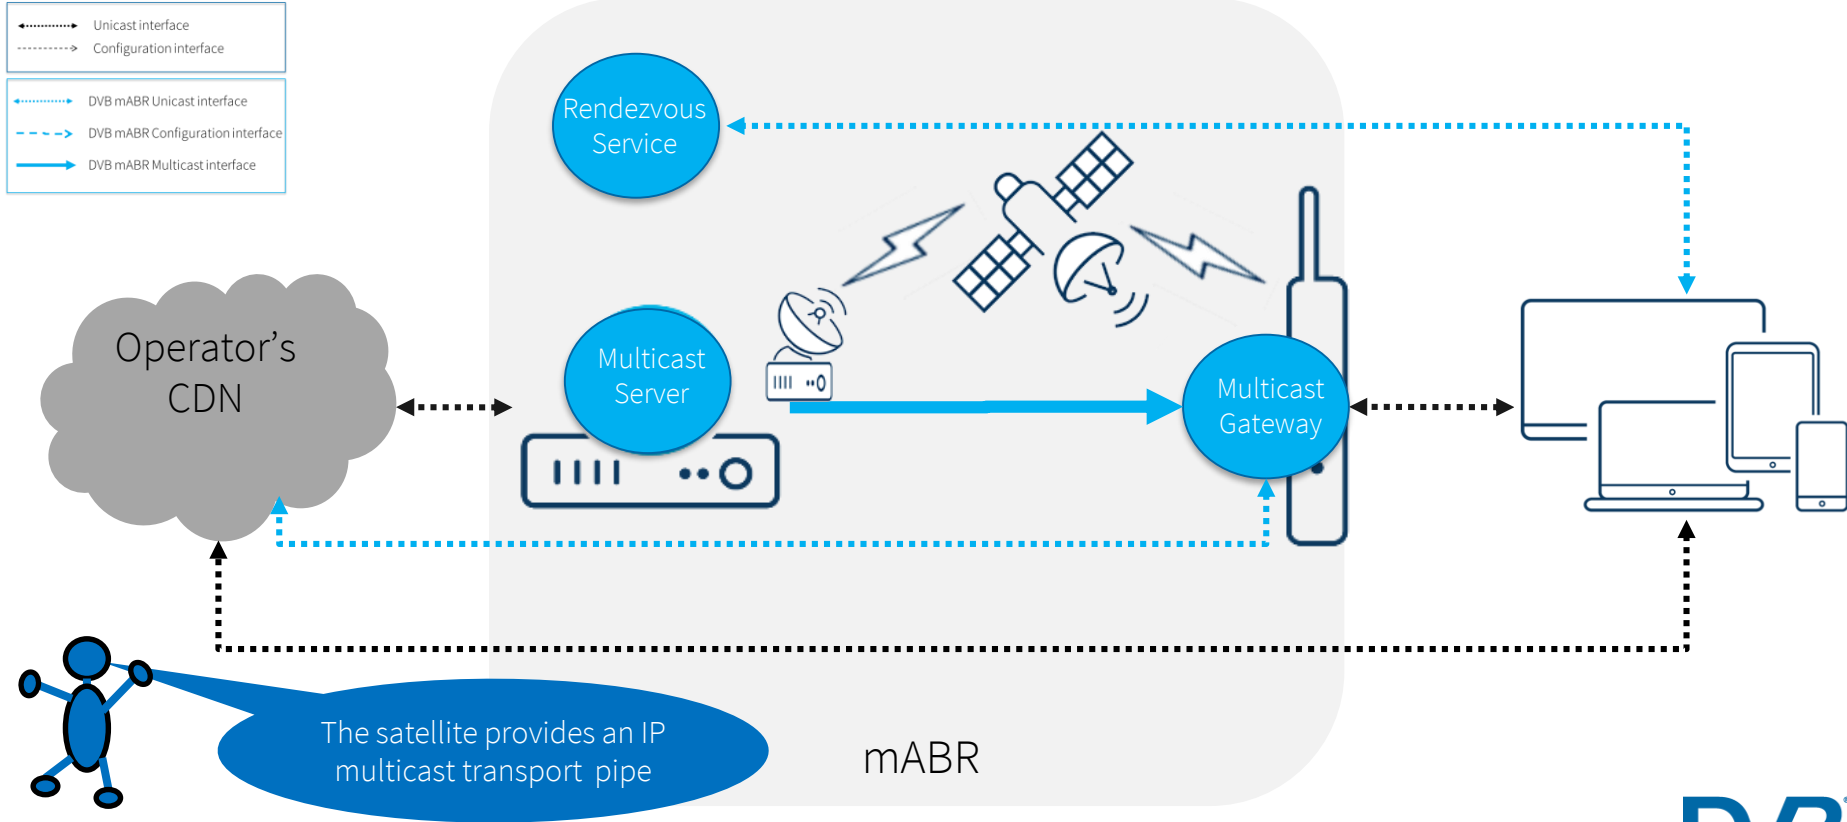 Unicast interface
Configuration interface
DVB mABR Unicast interface
DVB mABR Configuration interface
DVB mABR Multicast interface
Rendezvous
Service
Operator’s
CDN
Multicast
Server
Multicast
Gateway
The satellite provides an IP
multicast transport pipe
mABR
DVB